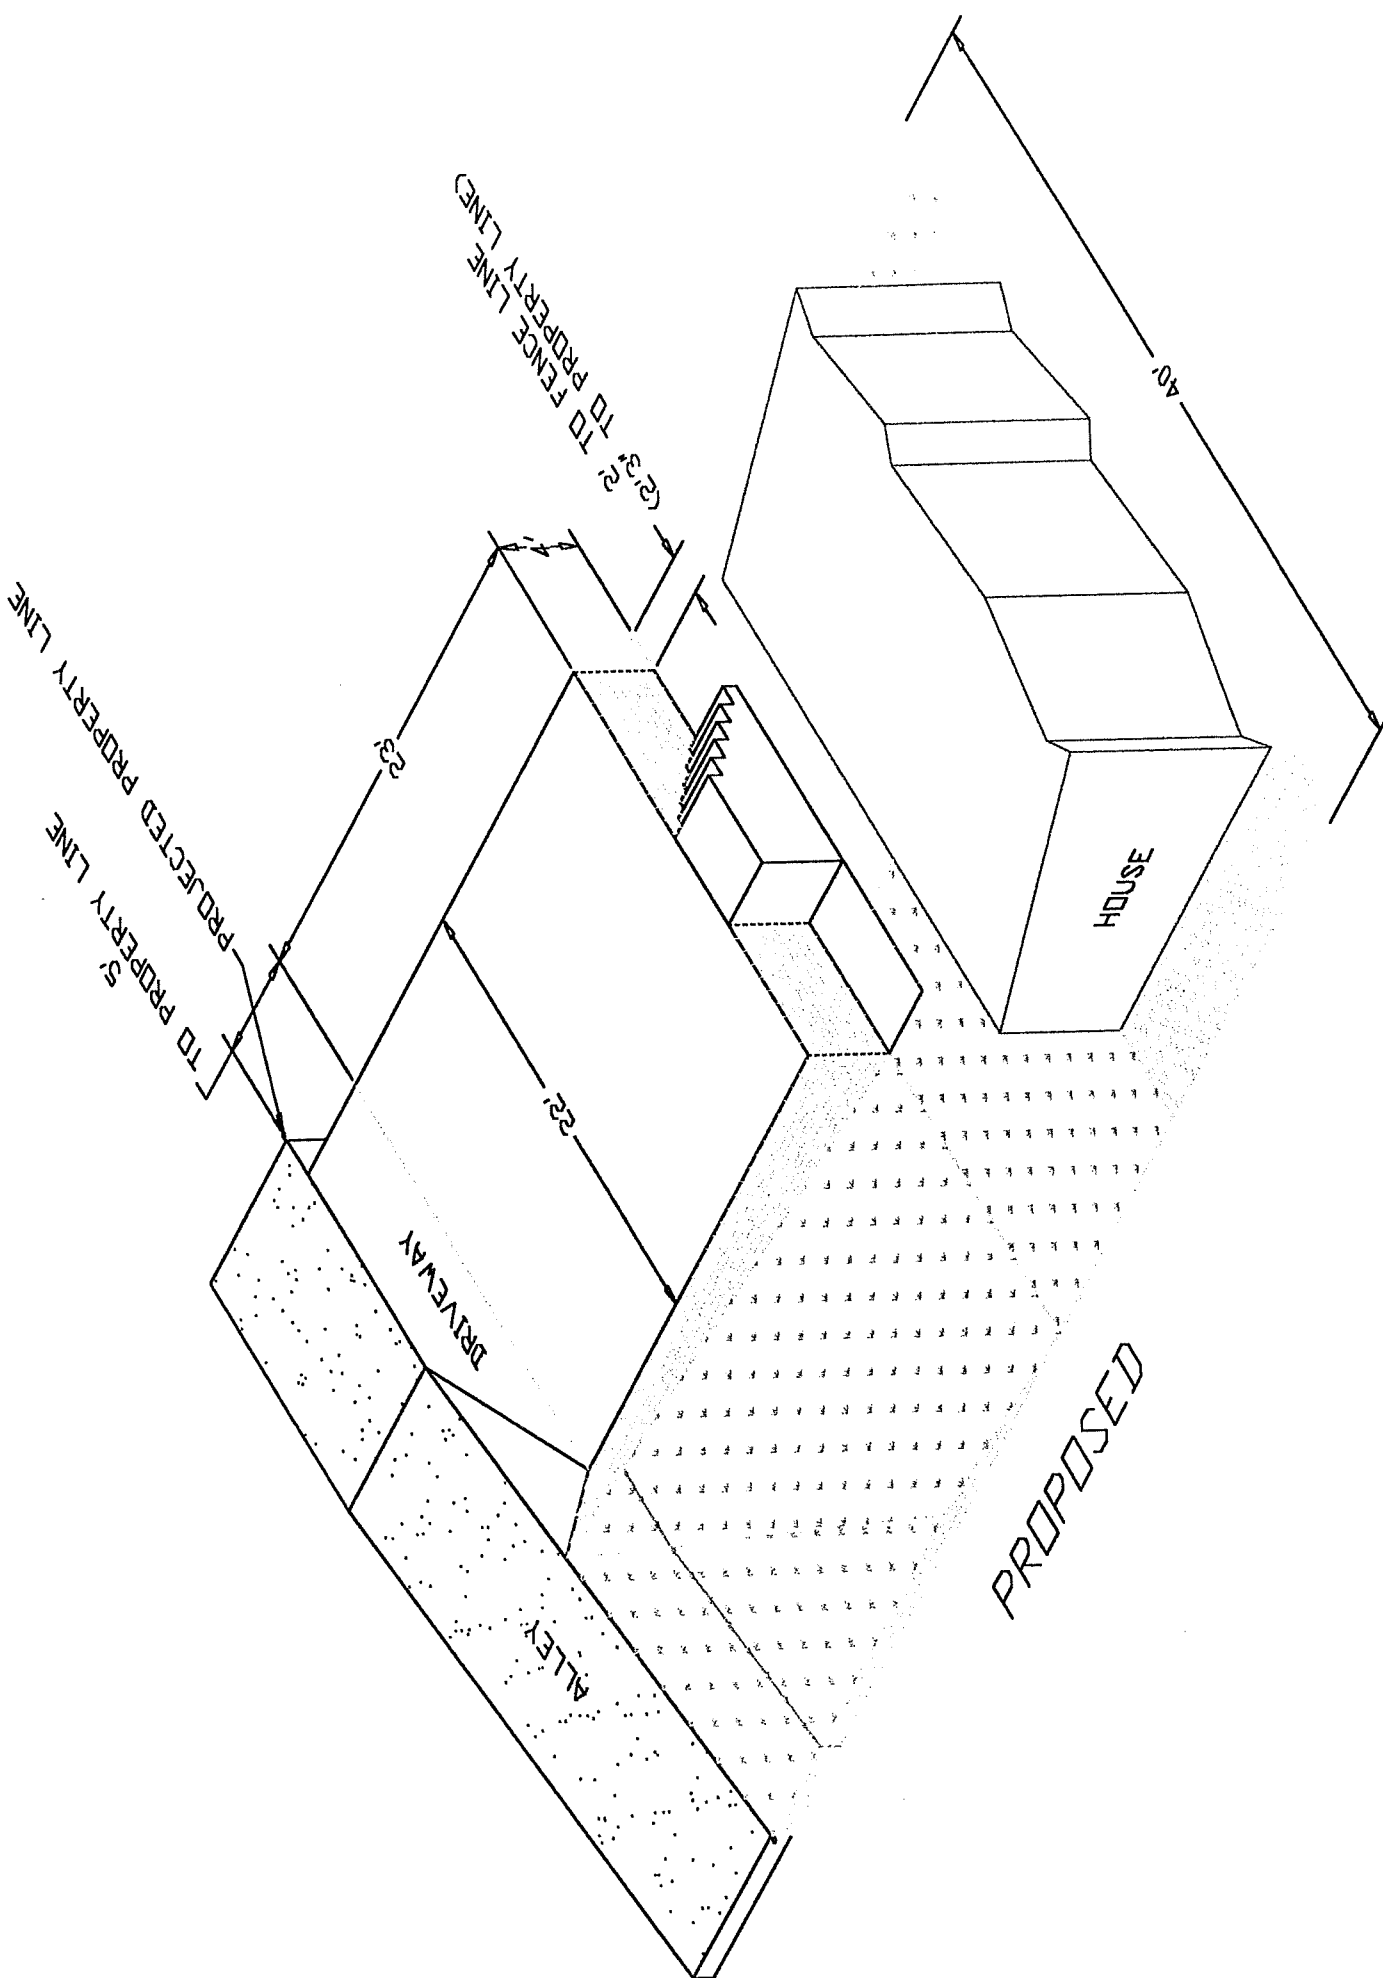 40'
2' TO FENCE LINE
(2'3" TO PROPERTY LINE)
4'
23'
PROJECTED PROPERTY LINE
5'
TO PROPERTY LINE
22'
HOUSE
DRIVEWAY
ALLEY
PROPOSED